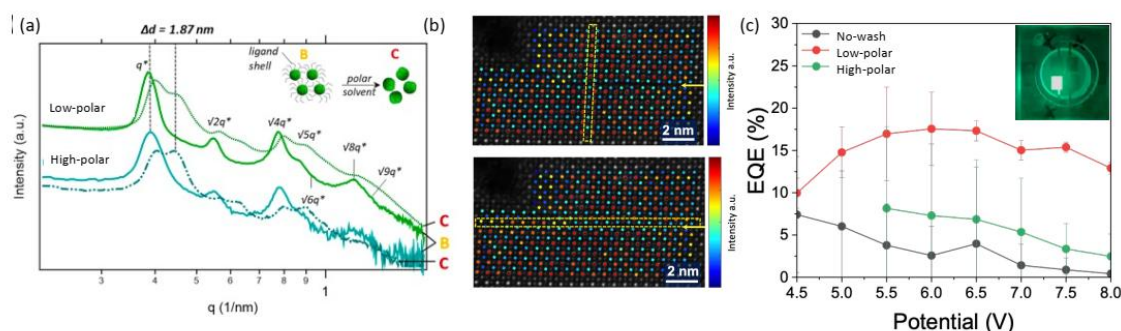 (a)
Δd = 1.87 nm
q*
Low-polar
High-polar
ligand
shell
B
polar
solvent
C
√2q*
√4q*
√5q*
√6q*
√8q*
√9q*
C
B
C
Intensity (a.u.)
3 4 5 6 7 8 9 1
q (1/nm)
(b)
2 nm
Intensity a.u.
2 nm
Intensity a.u.
(c)
No-wash
Low-polar
High-polar
EQE (%)
30
25
20
15
10
5
0
4.5 5.0 5.5 6.0 6.5 7.0 7.5 8.0
Potential (V)